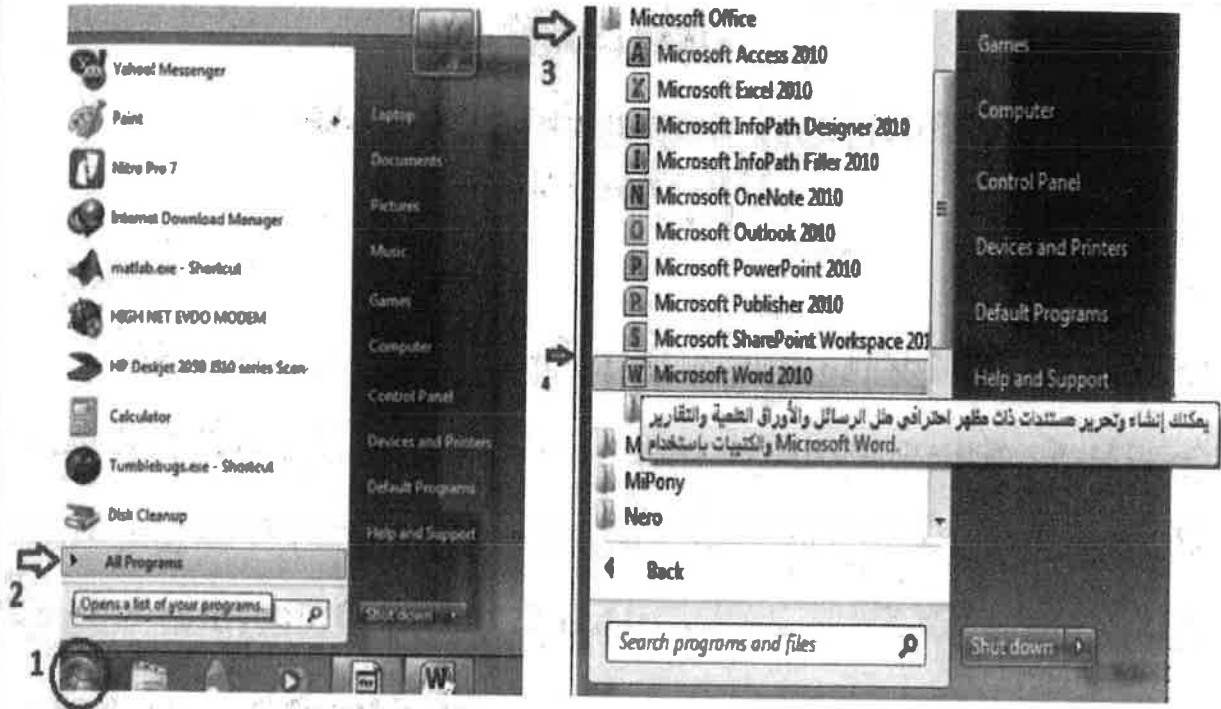 Yahoo! Messenger
Paint
Nitro Pro 7
Internet Download Manager
matlab.exe - Shortcut
HIGH NET EVDO MODEM
HP Deskjet 2050 J510 series Scan-
Calculator
Tumblebugs.exe - Shortcut
Disk Cleanup
2
All Programs
Opens a list of your programs.
1
Laptop
Documents
Pictures
Music
Games
Computer
Control Panel
Devices and Printers
Default Programs
Help and Support
Shut down
W
3
Microsoft Office
A Microsoft Access 2010
X Microsoft Excel 2010
I Microsoft InfoPath Designer 2010
I Microsoft InfoPath Filler 2010
N Microsoft OneNote 2010
O Microsoft Outlook 2010
P Microsoft PowerPoint 2010
P Microsoft Publisher 2010
S Microsoft SharePoint Workspace 201
4
W Microsoft Word 2010
يمكنك إنشاء وتحرير مستندات ذات مظهر احترافي مثل الرسائل والأوراق العلمية والتقارير
والكتيبات باستخدام Microsoft Word.
M
MiPony
Nero
Back
Search programs and files
Games
Computer
Control Panel
Devices and Printers
Default Programs
Help and Support
Shut down